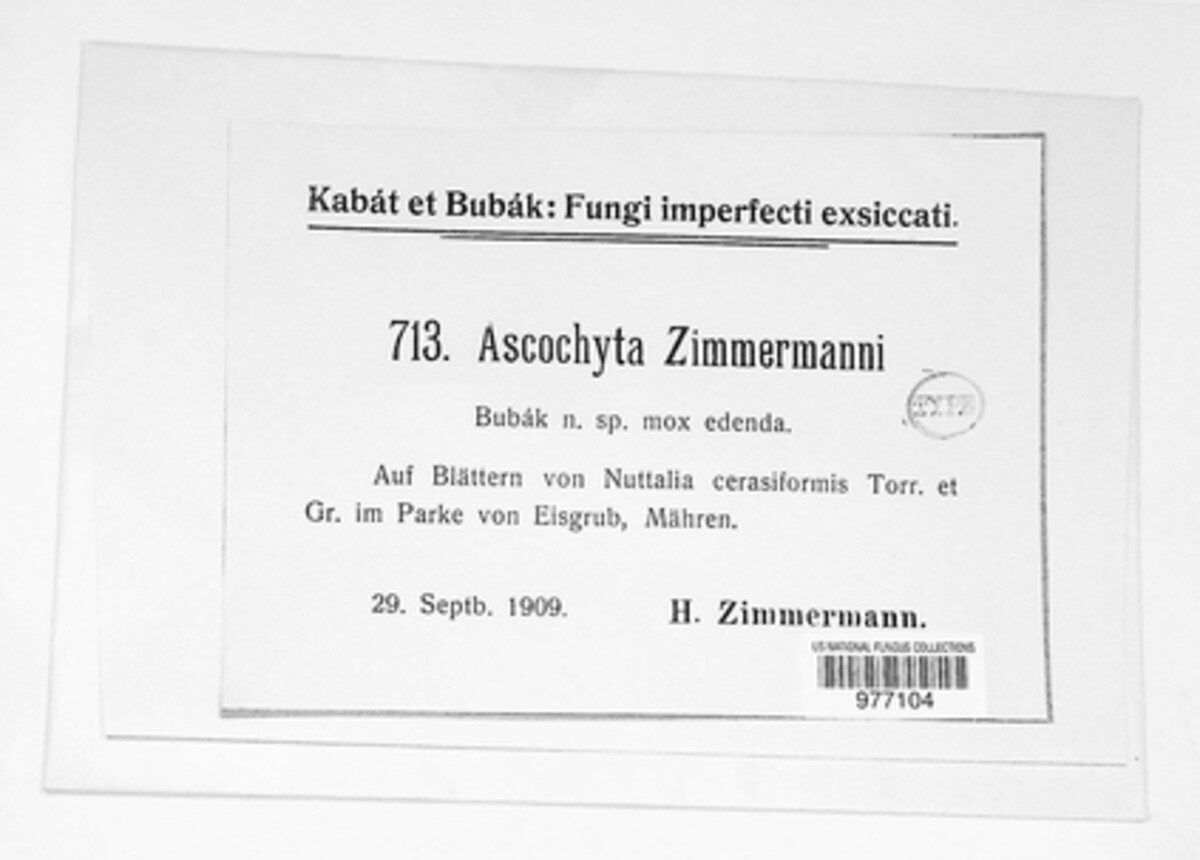 Kabát et Bubák: Fungi imperfecti exsiccati.
713. Ascochyta Zimmermanni
TYPE
Bubák n. sp. mox edenda.
Auf Blättern von Nuttalia cerasiformis Torr. et
Gr. im Parke von Eisgrub, Mähren.
29. Septb. 1909. H. Zimmermann.
US NATIONAL FUNGUS COLLECTIONS
977104